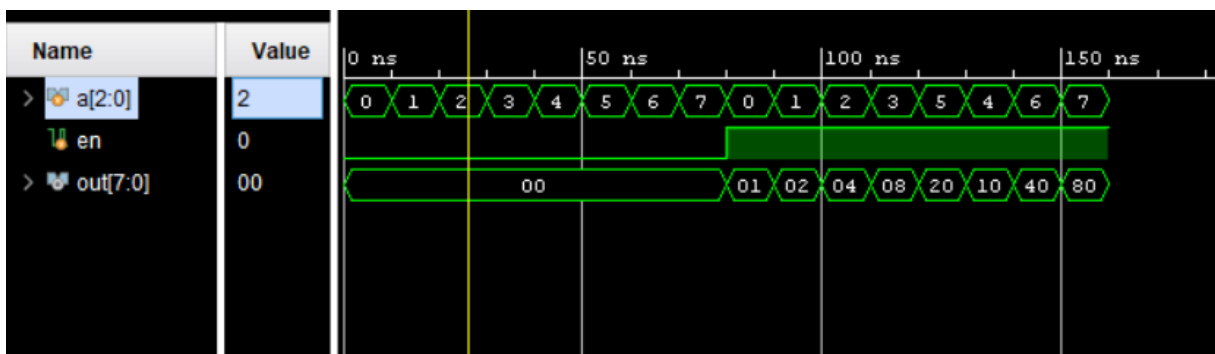 Name Value 0 ns 50 ns 100 ns 150 ns
a[2:0] 2 0 1 2 3 4 5 6 7 0 1 2 3 5 4 6 7
en 0
out[7:0] 00 00 01 02 04 08 20 10 40 80